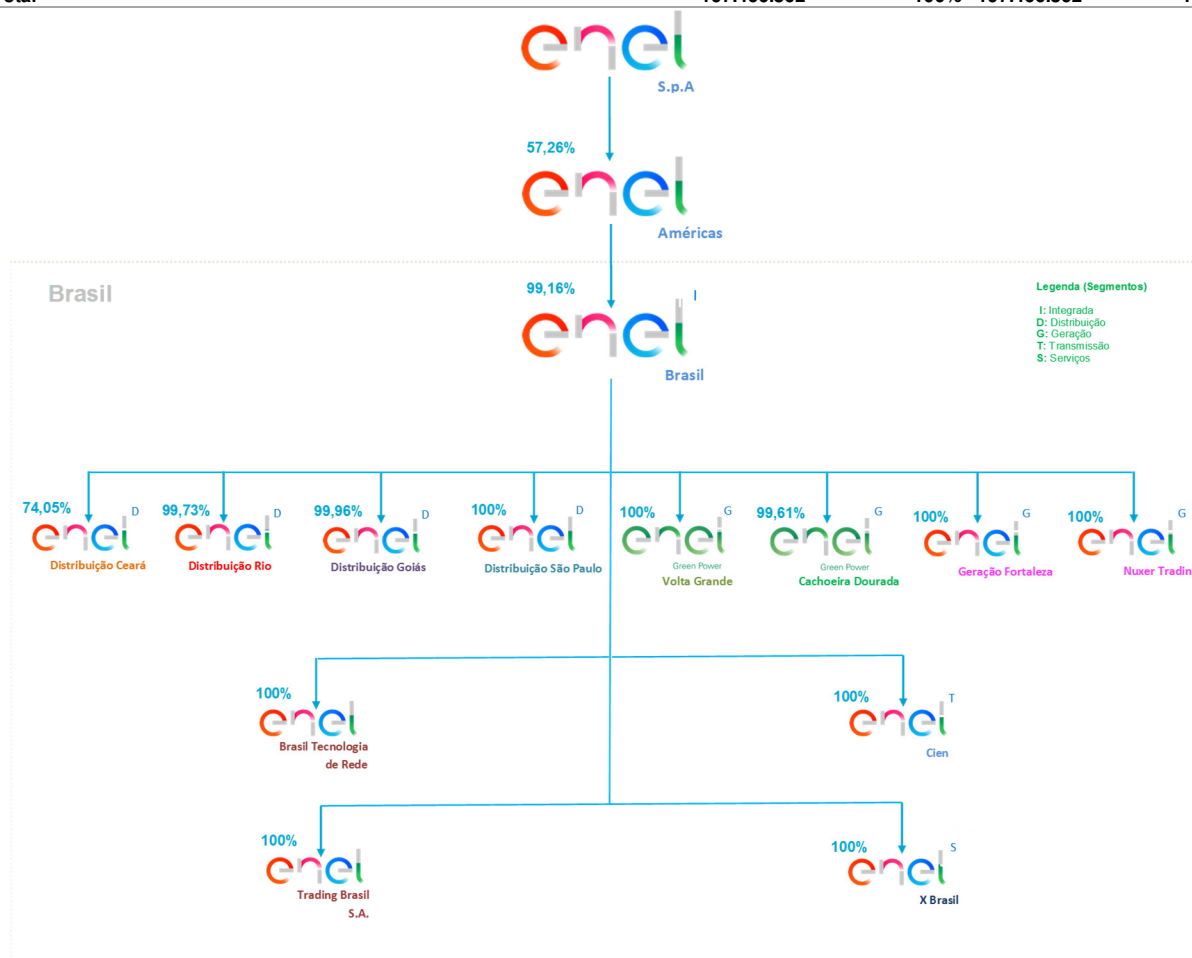 enel
S.p.A
57,26%
enel
Américas
Brasil
99,16%
I
enel
Brasil
Legenda (Segmentos)
I: Integrada
D: Distribuição
G: Geração
T: Transmissão
S: Serviços
74,05%
D
enel
Distribuição Ceará
99,73%
D
enel
Distribuição Rio
99,96%
D
enel
Distribuição Goiás
100%
D
enel
Distribuição São Paulo
100%
G
enel
Green Power
Volta Grande
99,61%
G
enel
Green Power
Cachoeira Dourada
100%
G
enel
Geração Fortaleza
100%
G
enel
Nuxer Tradin
100%
enel
Brasil Tecnologia
de Rede
100%
T
enel
Cien
100%
enel
Trading Brasil
S.A.
100%
S
enel
X Brasil